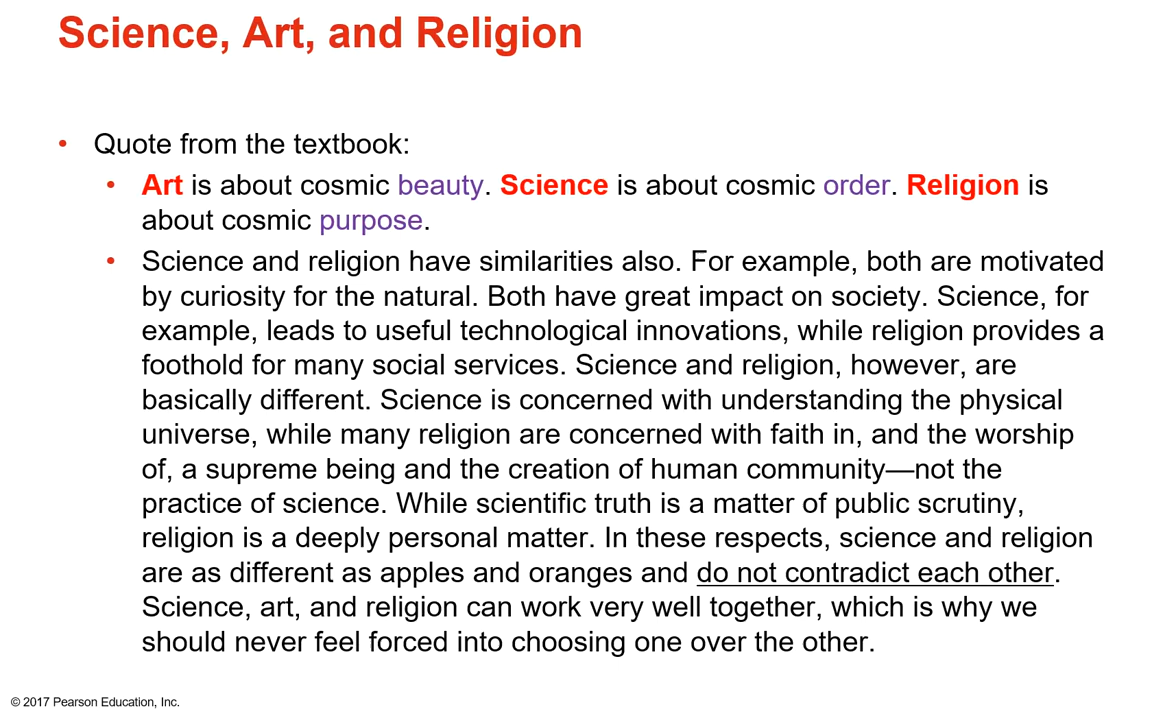 Science, Art, and Religion
• Quote from the textbook:
• Art is about cosmic beauty. Science is about cosmic order. Religion is
about cosmic purpose.
• Science and religion have similarities also. For example, both are motivated
by curiosity for the natural. Both have great impact on society. Science, for
example, leads to useful technological innovations, while religion provides a
foothold for many social services. Science and religion, however, are
basically different. Science is concerned with understanding the physical
universe, while many religion are concerned with faith in, and the worship
of, a supreme being and the creation of human community—not the
practice of science. While scientific truth is a matter of public scrutiny,
religion is a deeply personal matter. In these respects, science and religion
are as different as apples and oranges and do not contradict each other.
Science, art, and religion can work very well together, which is why we
should never feel forced into choosing one over the other.
© 2017 Pearson Education, Inc.